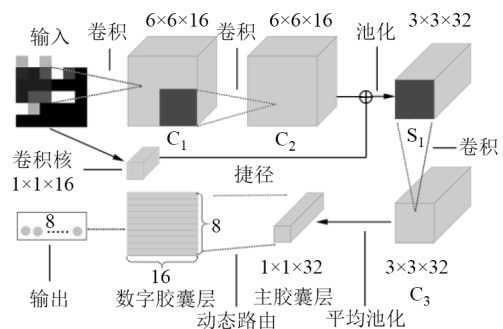 输入
卷积
6×6×16
卷积
6×6×16
池化
3×3×32
C1
C2
S1
卷积
卷积核
1×1×16
捷径
8
8
16
1×1×32
3×3×32
C3
输出
数字胶囊层
主胶囊层
动态路由
平均池化